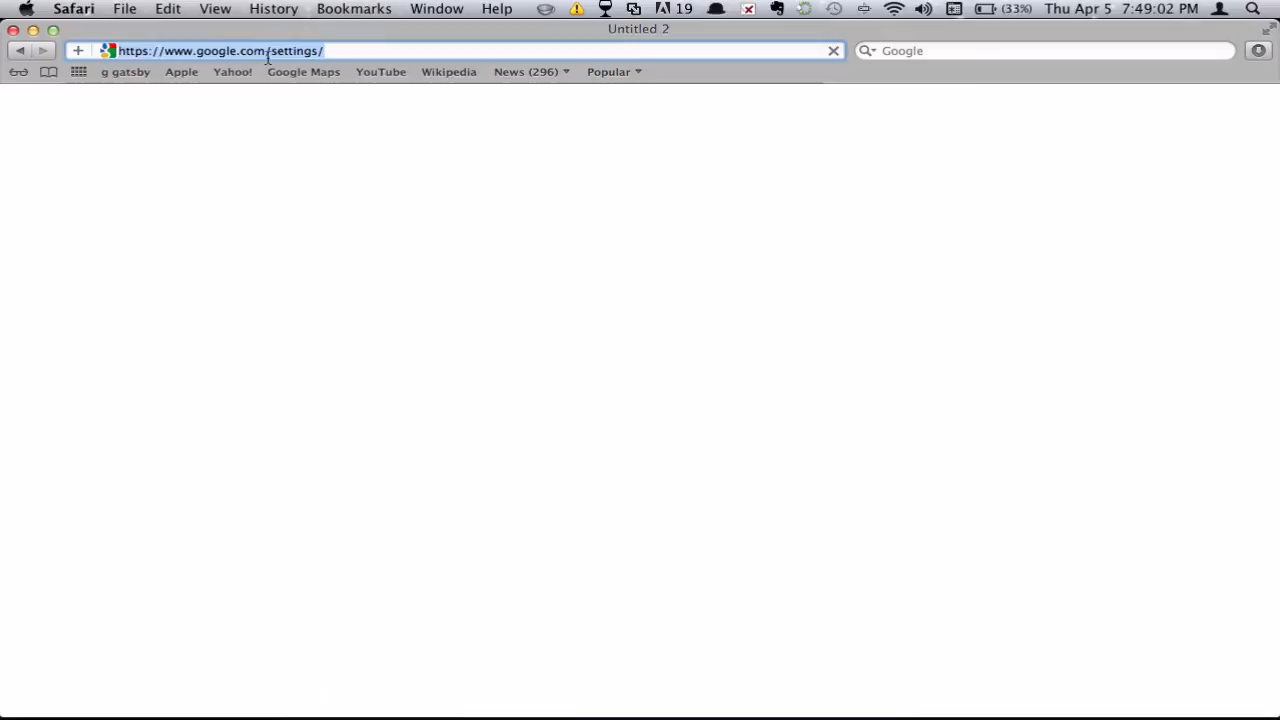 Safari File Edit View History Bookmarks Window Help 19 (33%) Thu Apr 5 7:49:02 PM
Untitled 2
https://www.google.com/settings/ Google
g gatsby Apple Yahoo! Google Maps YouTube Wikipedia News (296) Popular